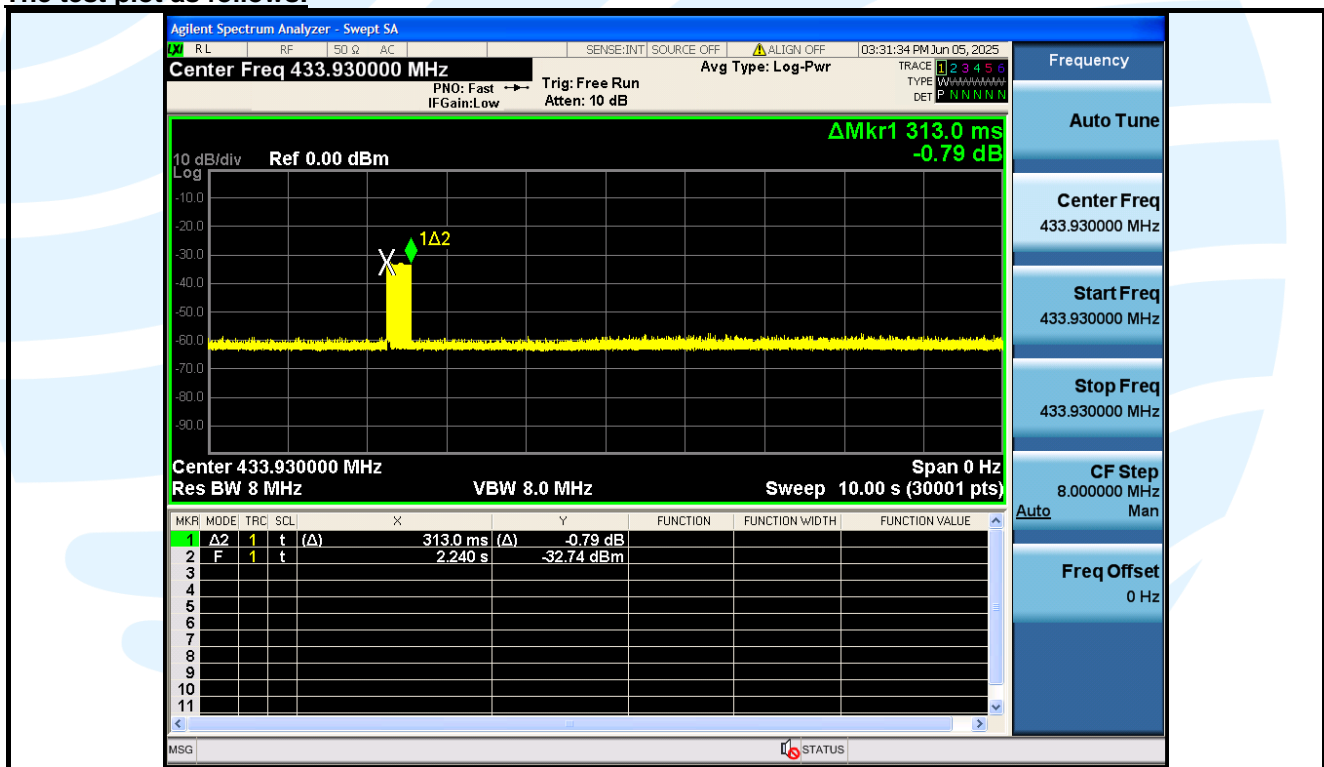 The test plot as follows:
Agilent Spectrum Analyzer - Swept SA
LXI RL RF 50 Ω AC SENSE:INT SOURCE OFF ALIGN OFF 03:31:34 PM Jun 05, 2025
Center Freq 433.930000 MHz
PNO: Fast
IFGain:Low
Trig: Free Run
Atten: 10 dB
Avg Type: Log-Pwr
TRACE 1 2 3 4 5 6
TYPE WWWWWW
DET P N N N N N
ΔMkr1 313.0 ms
-0.79 dB
10 dB/div Ref 0.00 dBm
Log
-10.0
-20.0
-30.0
-40.0
-50.0
-60.0
-70.0
-80.0
-90.0
X
1Δ2
Center 433.930000 MHz Span 0 Hz
Res BW 8 MHz VBW 8.0 MHz Sweep 10.00 s (30001 pts)
MKR MODE TRC SCL X Y FUNCTION FUNCTION WIDTH FUNCTION VALUE
1 Δ2 1 t (Δ) 313.0 ms (Δ) -0.79 dB
2 F 1 t 2.240 s -32.74 dBm
3
4
5
6
7
8
9
10
11
MSG STATUS
Frequency
Auto Tune
Center Freq
433.930000 MHz
Start Freq
433.930000 MHz
Stop Freq
433.930000 MHz
CF Step
8.000000 MHz
Auto Man
Freq Offset
0 Hz